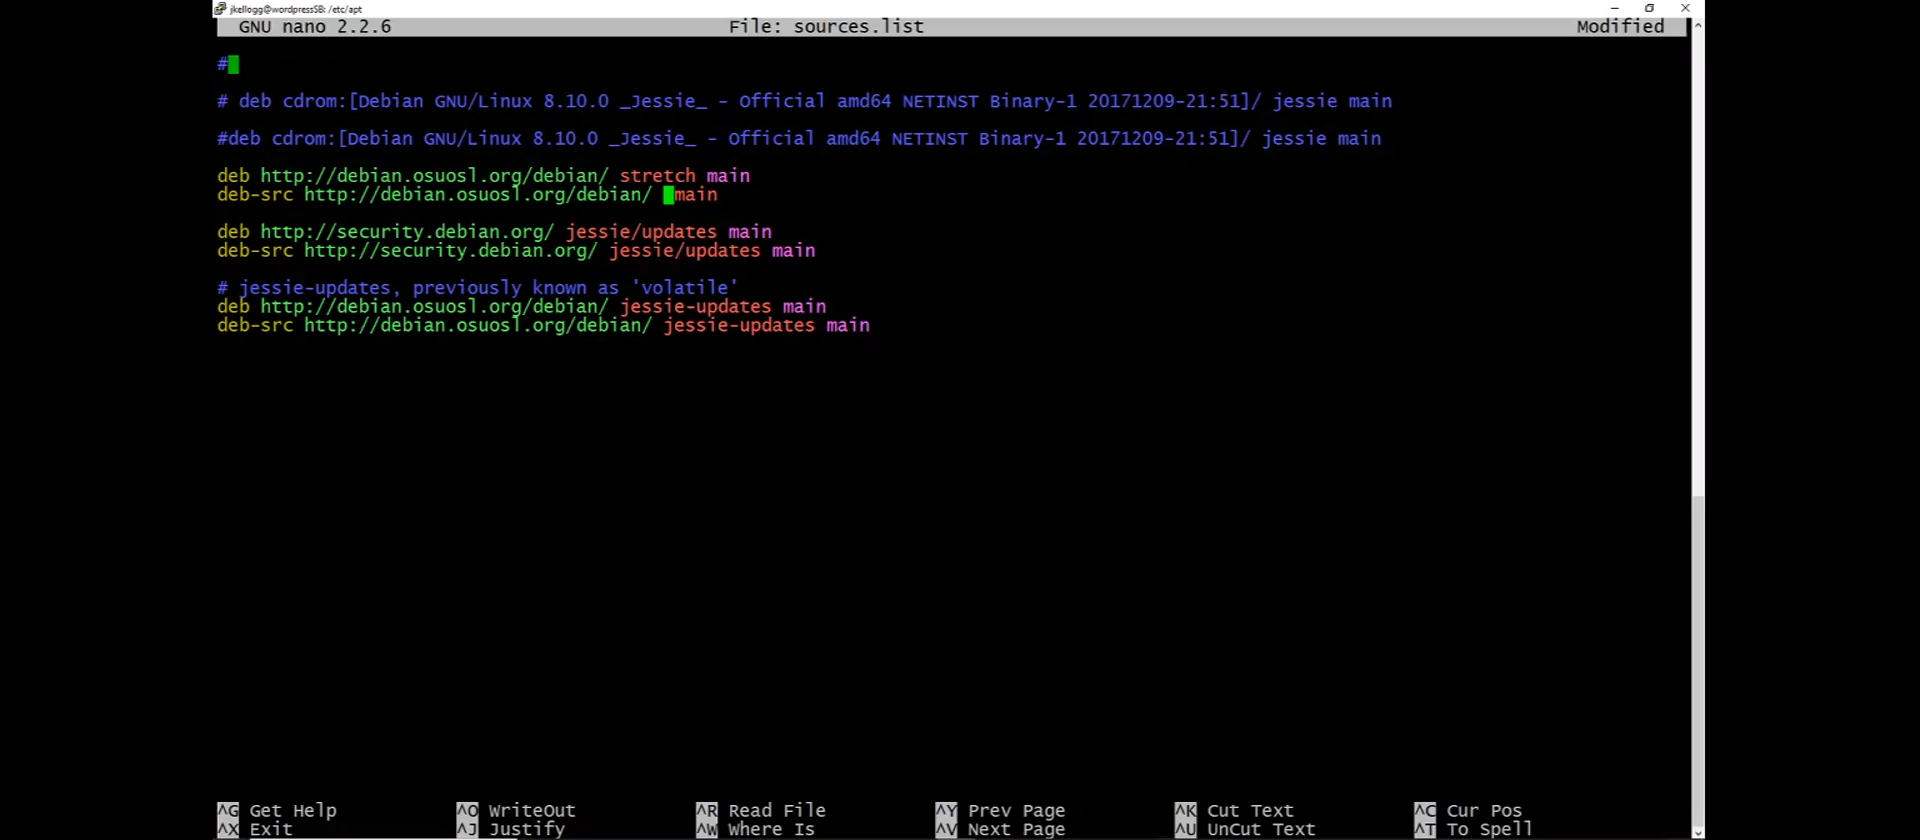 jkellogg@wordpressSB: /etc/apt
GNU nano 2.2.6 File: sources.list Modified
#
# deb cdrom:[Debian GNU/Linux 8.10.0 _Jessie_ - Official amd64 NETINST Binary-1 20171209-21:51]/ jessie main
#deb cdrom:[Debian GNU/Linux 8.10.0 _Jessie_ - Official amd64 NETINST Binary-1 20171209-21:51]/ jessie main
deb http://debian.osuosl.org/debian/ stretch main
deb-src http://debian.osuosl.org/debian/ main
deb http://security.debian.org/ jessie/updates main
deb-src http://security.debian.org/ jessie/updates main
# jessie-updates, previously known as 'volatile'
deb http://debian.osuosl.org/debian/ jessie-updates main
deb-src http://debian.osuosl.org/debian/ jessie-updates main
^G Get Help ^O WriteOut ^R Read File ^Y Prev Page ^K Cut Text ^C Cur Pos
^X Exit ^J Justify ^W Where Is ^V Next Page ^U UnCut Text ^T To Spell